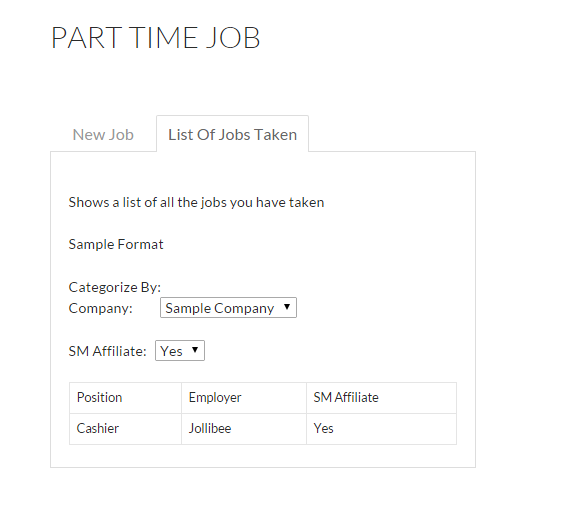 PART TIME JOB
New Job List Of Jobs Taken
Shows a list of all the jobs you have taken
Sample Format
Categorize By:
Company: Sample Company
SM Affiliate: Yes
Position Employer SM Affiliate
Cashier Jollibee Yes